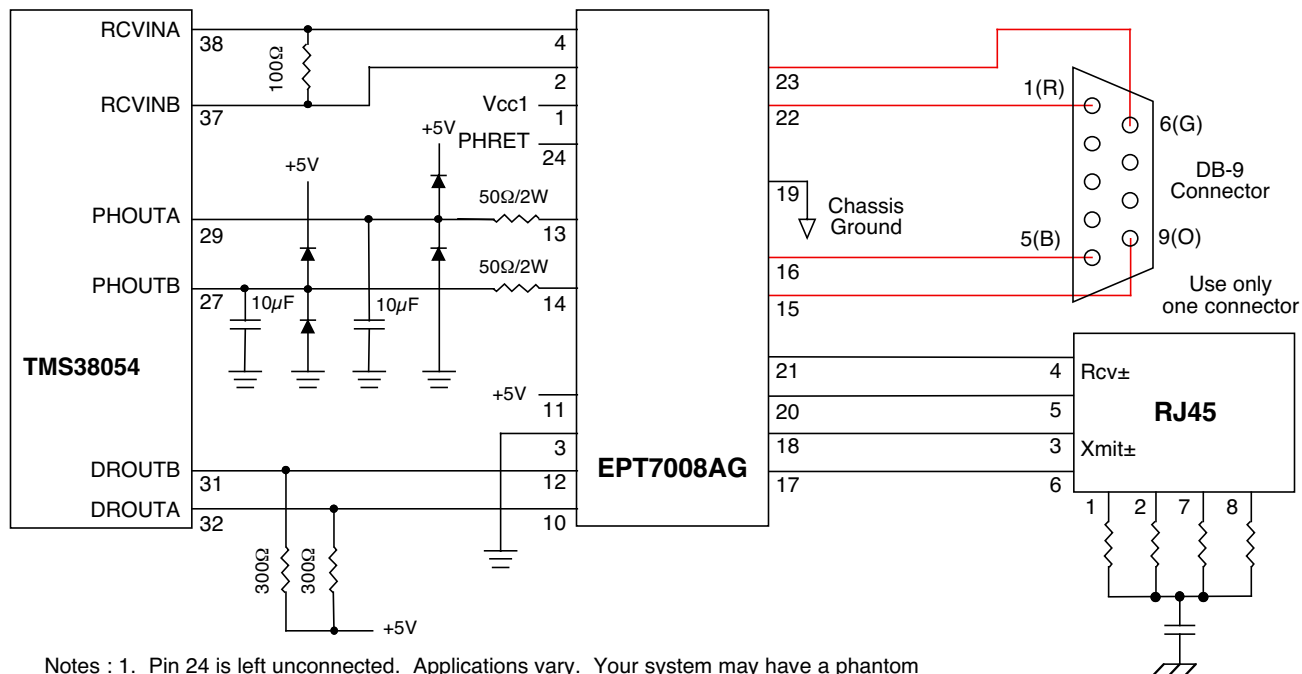 RCVINA
38
100Ω
RCVINB
37
4
2
Vcc1
1
+5V
PHRET
24
+5V
PHOUTA
29
50Ω/2W
13
PHOUTB
27
10µF
10µF
50Ω/2W
14
TMS38054
+5V
11
3
DROUTB
31
12
DROUTA
32
10
300Ω
300Ω
+5V
EPT7008AG
23
22
19
Chassis
Ground
16
15
21
20
18
17
1(R)
6(G)
DB-9
Connector
5(B)
9(O)
Use only
one connector
4
Rcv±
5
RJ45
3
Xmit±
6
1
2
7
8
Notes : 1. Pin 24 is left unconnected. Applications vary. Your system may have a phantom